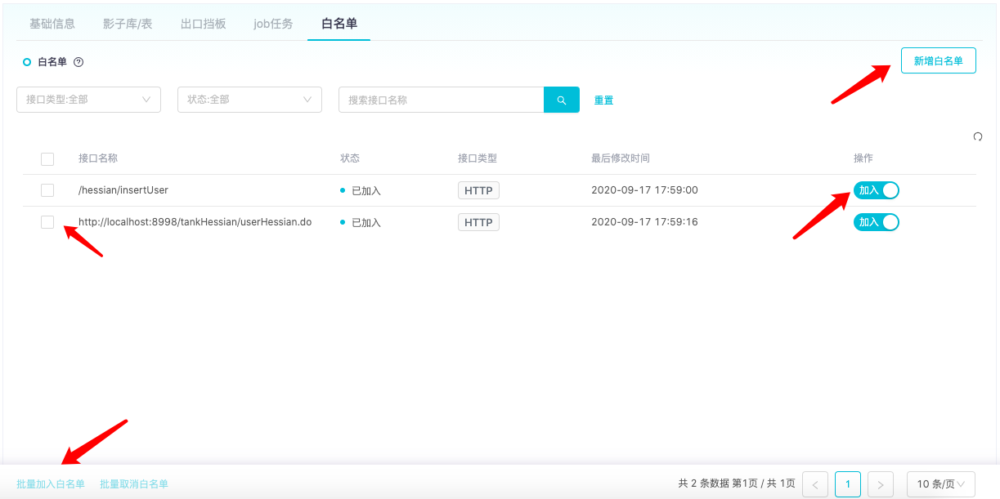 基础信息 影子库/表 出口挡板 job任务 白名单
白名单 ? 新增白名单
接口类型:全部 状态:全部 搜索接口名称 重置
接口名称 状态 接口类型 最后修改时间 操作
/hessian/insertUser 已加入 HTTP 2020-09-17 17:59:00 加入
http://localhost:8998/tankHessian/userHessian.do 已加入 HTTP 2020-09-17 17:59:16 加入
批量加入白名单 批量取消白名单 共 2 条数据 第1页 / 共 1页 < 1 > 10 条/页